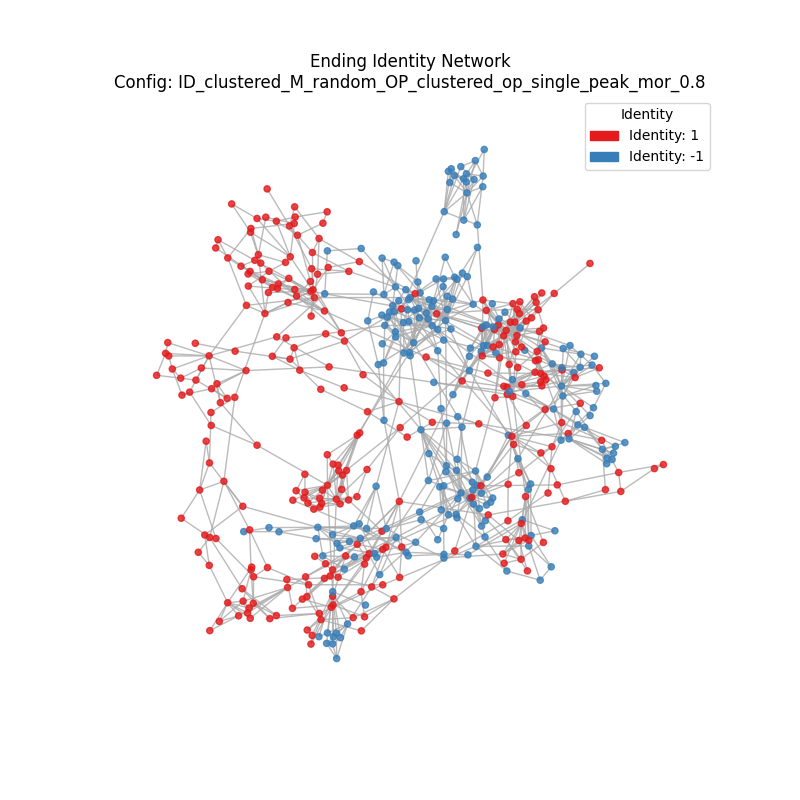 Ending Identity Network
Config: ID_clustered_M_random_OP_clustered_op_single_peak_mor_0.8
Identity
Identity: 1
Identity: -1